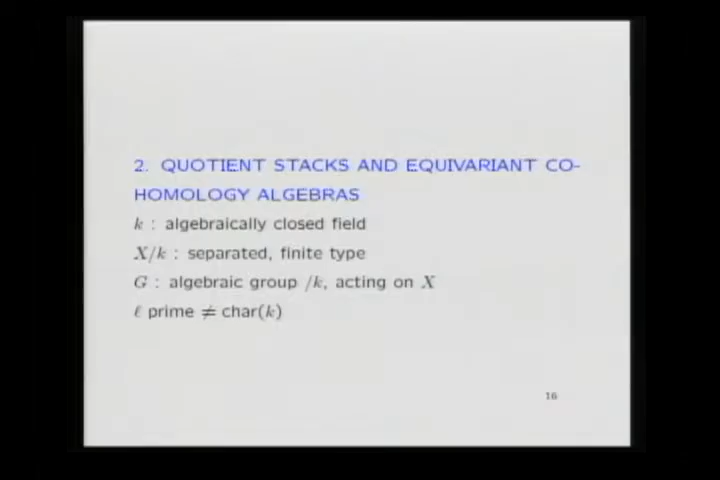 2. QUOTIENT STACKS AND EQUIVARIANT CO-
HOMOLOGY ALGEBRAS
k : algebraically closed field
X/k : separated, finite type
G : algebraic group /k, acting on X
ℓ prime ≠ char(k)
16